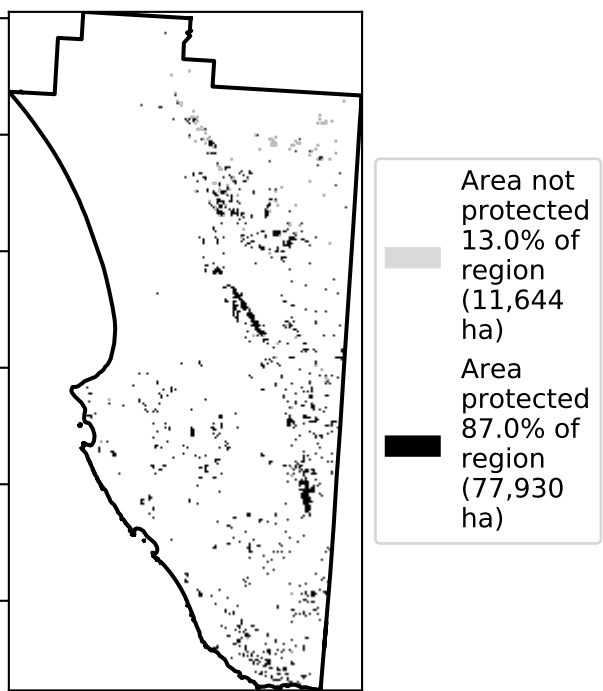 Area not
protected
13.0% of
region
(11,644
ha)
Area
protected
87.0% of
region
(77,930
ha)